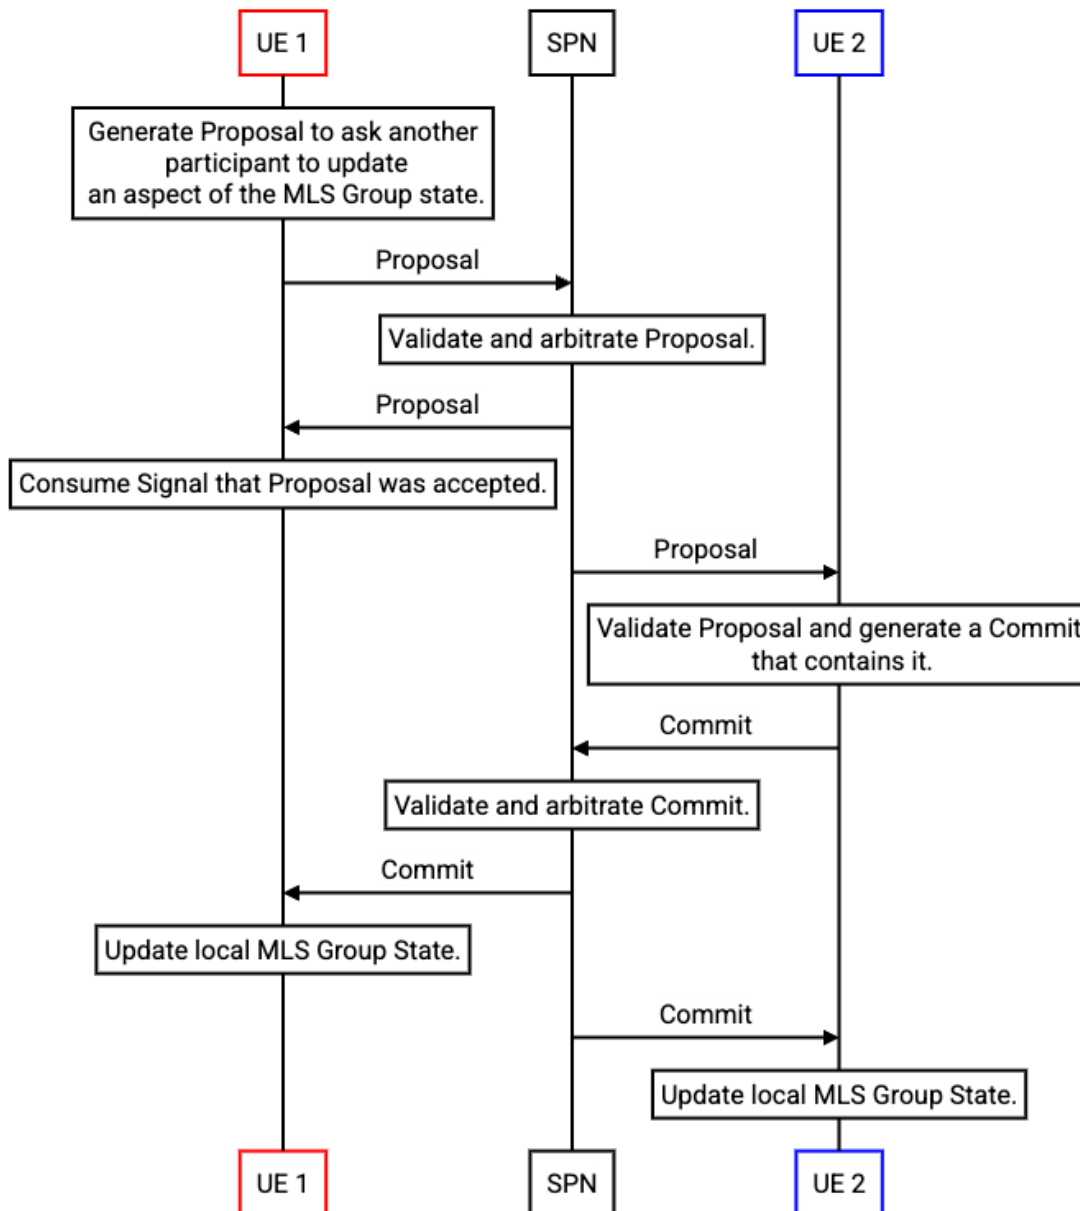 UE 1
SPN
UE 2
Generate Proposal to ask another
participant to update
an aspect of the MLS Group state.
Proposal
Validate and arbitrate Proposal.
Proposal
Consume Signal that Proposal was accepted.
Proposal
Validate Proposal and generate a Commit
that contains it.
Commit
Validate and arbitrate Commit.
Commit
Update local MLS Group State.
Commit
Update local MLS Group State.
UE 1
SPN
UE 2